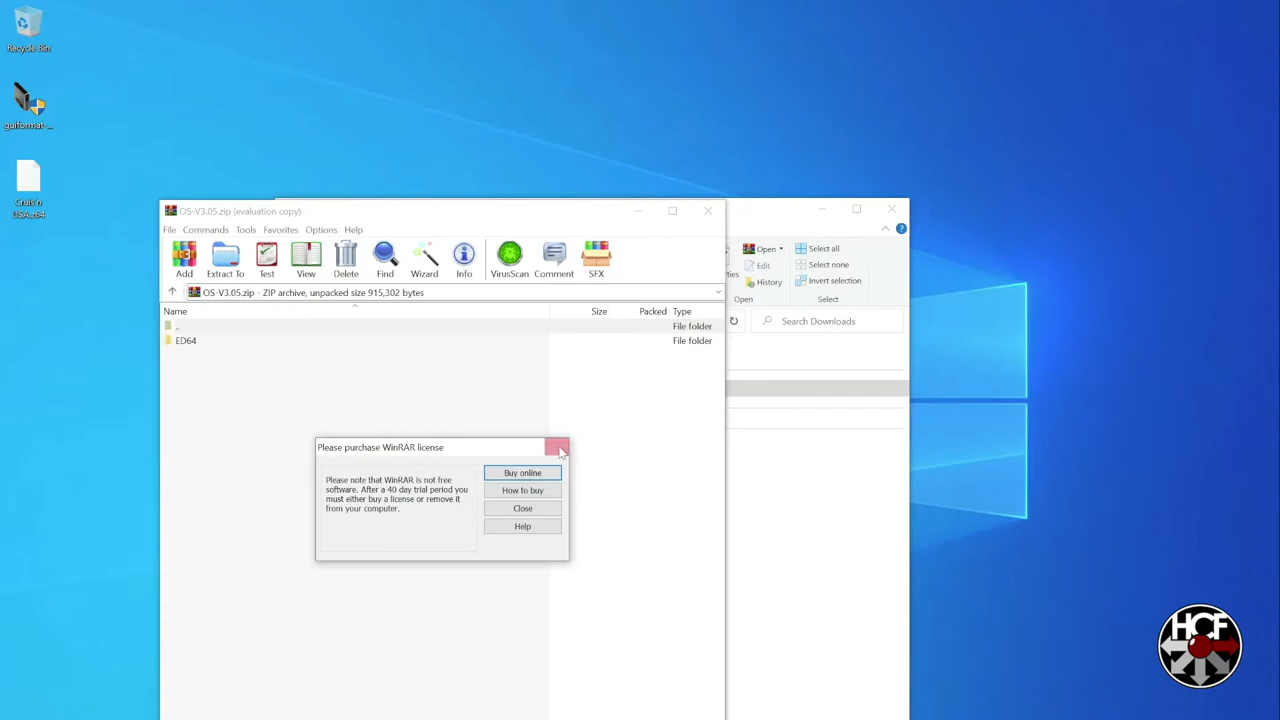 Recycle Bin
guiformat-...
Cruis'n
USA.z64
OS-V3.05.zip (evaluation copy)
File Commands Tools Favorites Options Help
Add Extract To Test View Delete Find Wizard Info VirusScan Comment SFX
OS-V3.05.zip - ZIP archive, unpacked size 915,302 bytes
Name Size Packed Type
.. File folder
ED64 File folder
Open
Edit
History
Open
Select all
Select none
Invert selection
Select
Search Downloads
Please purchase WinRAR license
Please note that WinRAR is not free
software. After a 40 day trial period you
must either buy a license or remove it
from your computer.
Buy online
How to buy
Close
Help
HCF